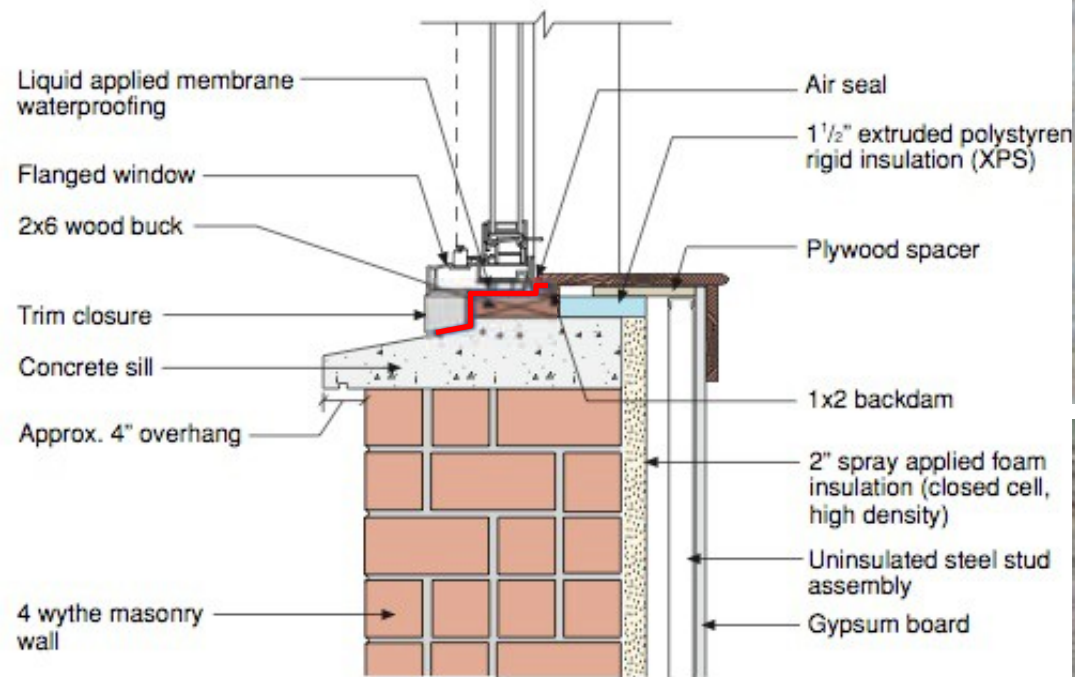 Liquid applied membrane
waterproofing
Flanged window
2x6 wood buck
Trim closure
Concrete sill
Approx. 4" overhang
4 wythe masonry
wall
Air seal
1 1/2" extruded polystyren
rigid insulation (XPS)
Plywood spacer
1x2 backdam
2" spray applied foam
insulation (closed cell,
high density)
Uninsulated steel stud
assembly
Gypsum board